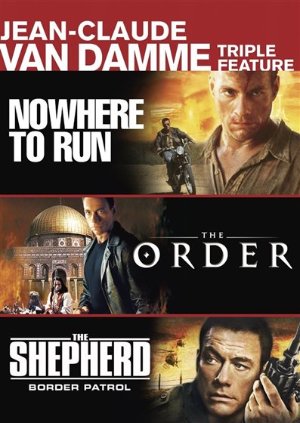 JEAN-CLAUDE
VAN DAMME TRIPLE
FEATURE
NOWHERE
TO RUN
THE
ORDER
THE
SHEPHERD
BORDER PATROL